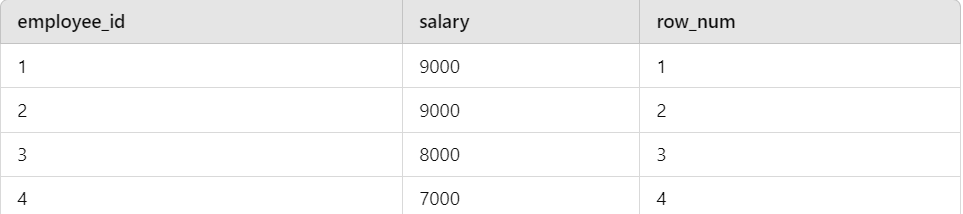 employee_id salary row_num
1 9000 1
2 9000 2
3 8000 3
4 7000 4